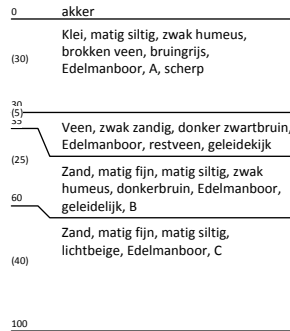 0 akker
Klei, matig siltig, zwak humeus,
brokken veen, bruingrijs,
(30)
Edelmanboor, A, scherp
30
(5)
35
Veen, zwak zandig, donker zwartbruin,
Edelmanboor, restveen, geleidekijk
(25)
Zand, matig fijn, matig siltig, zwak
humeus, donkerbruin, Edelmanboor,
60
geleidelijk, B
Zand, matig fijn, matig siltig,
lichtbeige, Edelmanboor, C
(40)
100